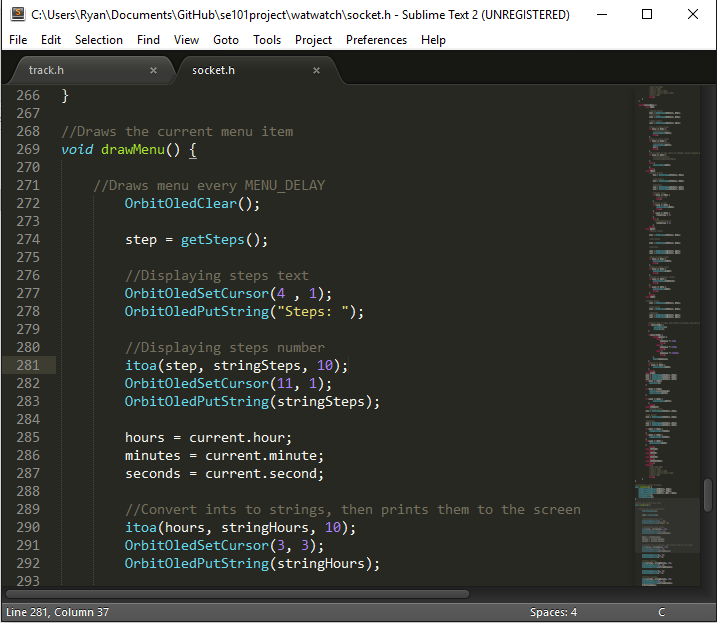 C:\Users\Ryan\Documents\GitHub\se101project\watwatch\socket.h - Sublime Text 2 (UNREGISTERED)
File Edit Selection Find View Goto Tools Project Preferences Help
track.h × socket.h ×
266 }
267
268 //Draws the current menu item
269 void drawMenu() {
270
271 //Draws menu every MENU_DELAY
272 OrbitOledClear();
273
274 step = getSteps();
275
276 //Displaying steps text
277 OrbitOledSetCursor(4 , 1);
278 OrbitOledPutString("Steps: ");
279
280 //Displaying steps number
281 itoa(step, stringSteps, 10);
282 OrbitOledSetCursor(11, 1);
283 OrbitOledPutString(stringSteps);
284
285 hours = current.hour;
286 minutes = current.minute;
287 seconds = current.second;
288
289 //Convert ints to strings, then prints them to the screen
290 itoa(hours, stringHours, 10);
291 OrbitOledSetCursor(3, 3);
292 OrbitOledPutString(stringHours);
293
Line 281, Column 37 Spaces: 4 C